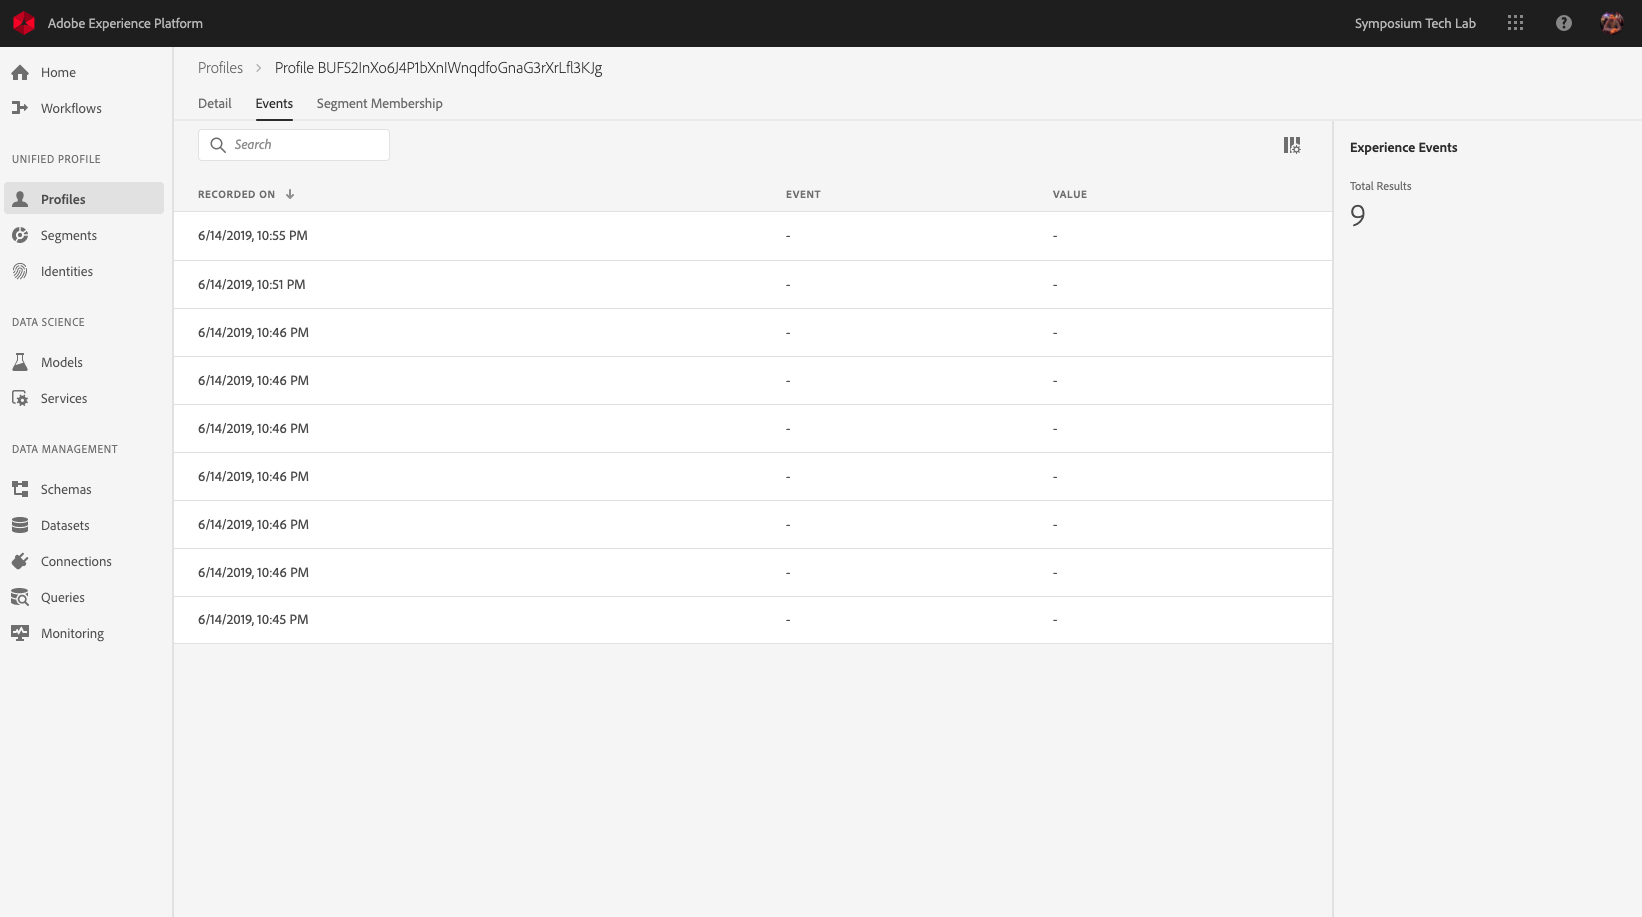 Adobe Experience Platform
Symposium Tech Lab
Home
Workflows
UNIFIED PROFILE
Profiles
Segments
Identities
DATA SCIENCE
Models
Services
DATA MANAGEMENT
Schemas
Datasets
Connections
Queries
Monitoring
Profiles > Profile BUF52InXo6J4P1bXnIWnqdfoGnaG3rXrLfl3KJg
Detail Events Segment Membership
Search
RECORDED ON ↓ EVENT VALUE
6/14/2019, 10:55 PM - -
6/14/2019, 10:51 PM - -
6/14/2019, 10:46 PM - -
6/14/2019, 10:46 PM - -
6/14/2019, 10:46 PM - -
6/14/2019, 10:46 PM - -
6/14/2019, 10:46 PM - -
6/14/2019, 10:46 PM - -
6/14/2019, 10:45 PM - -
Experience Events
Total Results
9